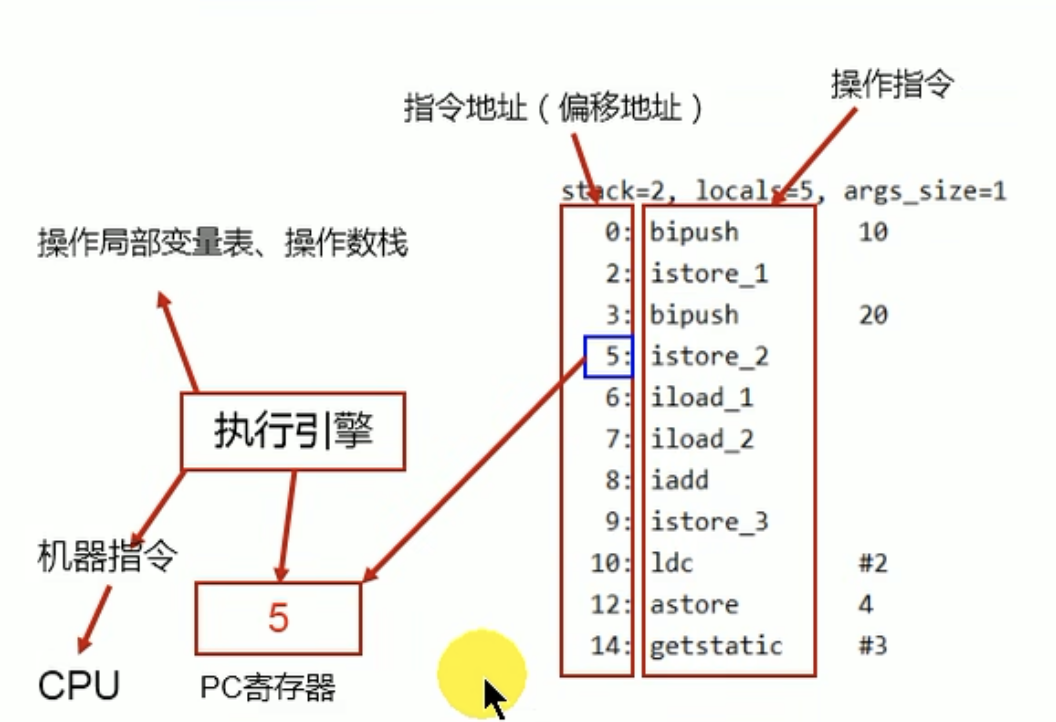 操作指令
指令地址（偏移地址）
stack=2, locals=5, args_size=1
0: bipush 10
2: istore_1
3: bipush 20
5: istore_2
6: iload_1
7: iload_2
8: iadd
9: istore_3
10: ldc #2
12: astore 4
14: getstatic #3
操作局部变量表、操作数栈
执行引擎
机器指令
CPU
5
PC寄存器